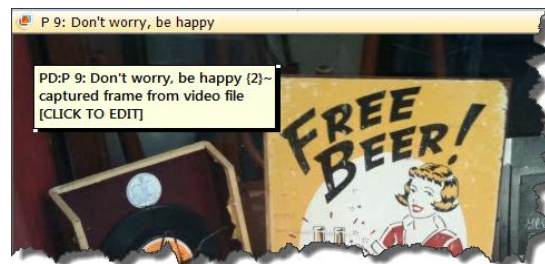 P 9: Don't worry, be happy
PD:P 9: Don't worry, be happy {2}~
captured frame from video file
[CLICK TO EDIT]
FREE
BEER!